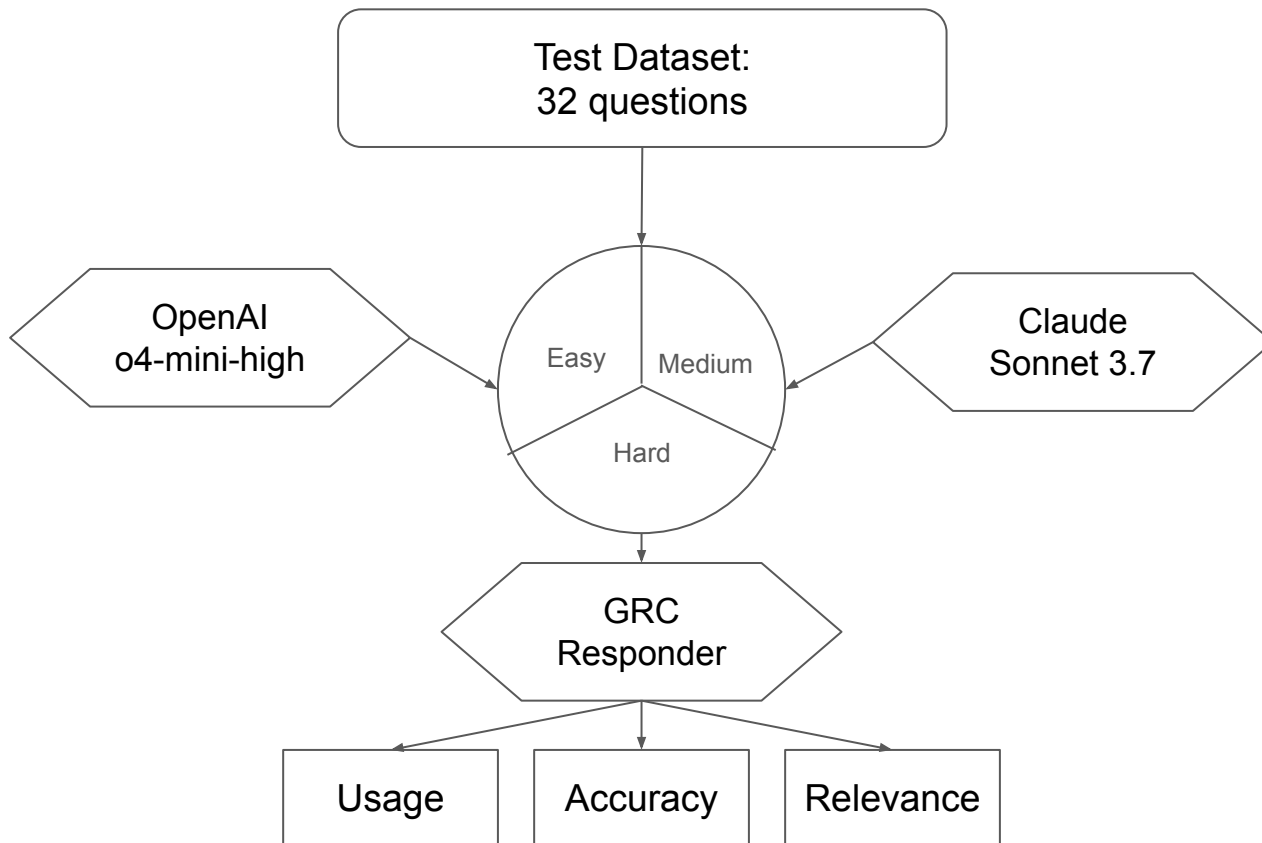 Test Dataset:
32 questions
OpenAI
o4-mini-high
Easy
Medium
Hard
Claude
Sonnet 3.7
GRC
Responder
Usage
Accuracy
Relevance